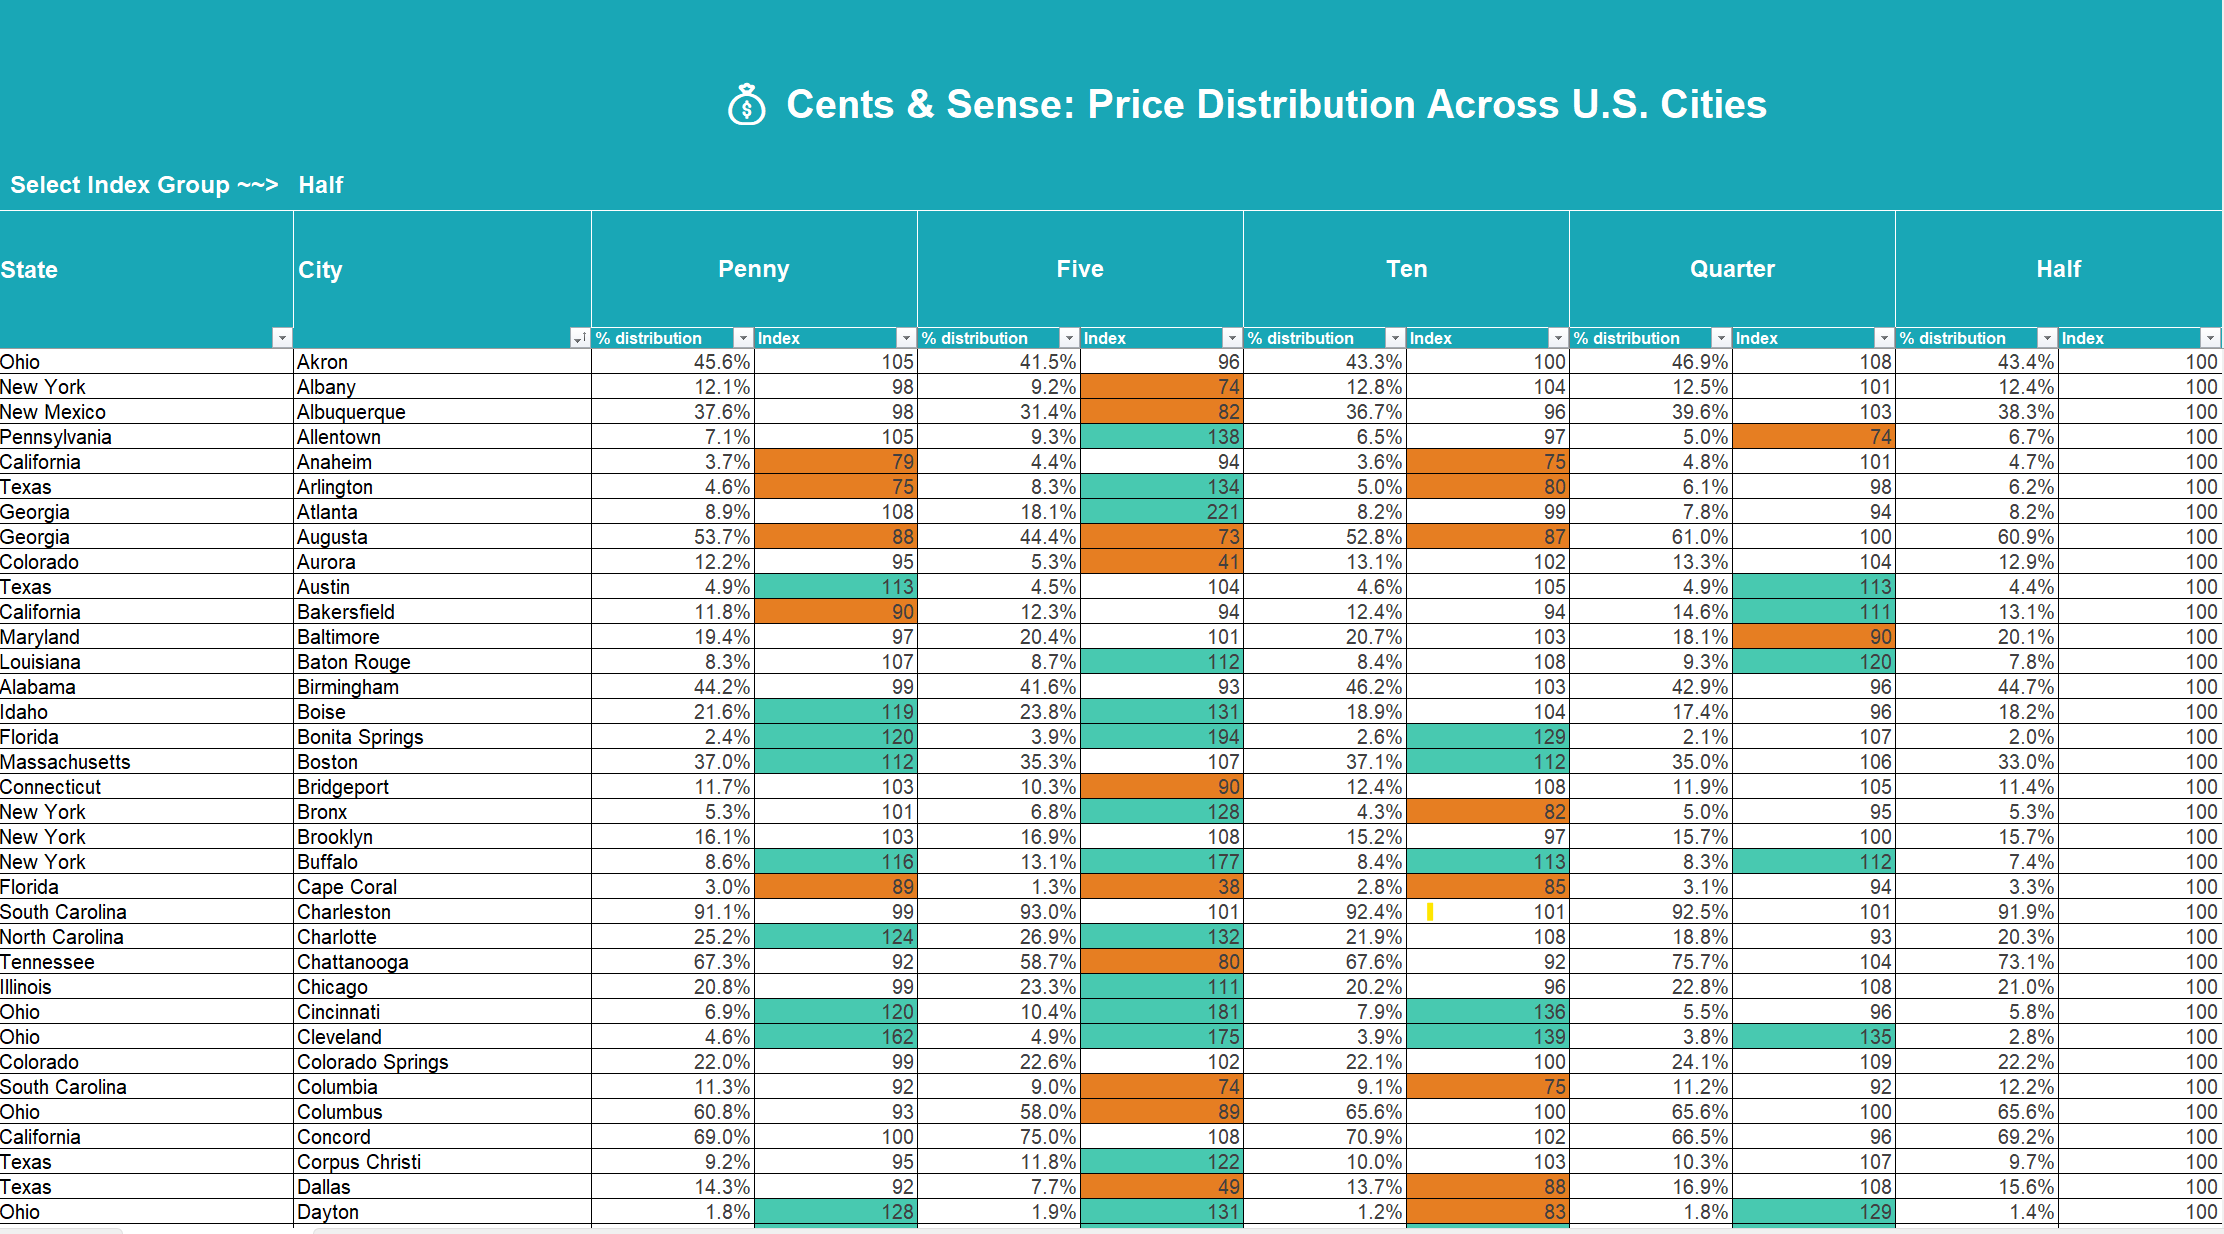 Cents & Sense: Price Distribution Across U.S. Cities
Select Index Group ~~> Half
State City Penny Five Ten Quarter Half
% distribution Index % distribution Index % distribution Index % distribution Index % distribution Index
Ohio Akron 45.6% 105 41.5% 96 43.3% 100 46.9% 108 43.4% 100
New York Albany 12.1% 98 9.2% 74 12.8% 104 12.5% 101 12.4% 100
New Mexico Albuquerque 37.6% 98 31.4% 82 36.7% 96 39.6% 103 38.3% 100
Pennsylvania Allentown 7.1% 105 9.3% 138 6.5% 97 5.0% 74 6.7% 100
California Anaheim 3.7% 79 4.4% 94 3.6% 75 4.8% 101 4.7% 100
Texas Arlington 4.6% 75 8.3% 134 5.0% 80 6.1% 98 6.2% 100
Georgia Atlanta 8.9% 108 18.1% 221 8.2% 99 7.8% 94 8.2% 100
Georgia Augusta 53.7% 88 44.4% 73 52.8% 87 61.0% 100 60.9% 100
Colorado Aurora 12.2% 95 5.3% 41 13.1% 102 13.3% 104 12.9% 100
Texas Austin 4.9% 113 4.5% 104 4.6% 105 4.9% 113 4.4% 100
California Bakersfield 11.8% 90 12.3% 94 12.4% 94 14.6% 111 13.1% 100
Maryland Baltimore 19.4% 97 20.4% 101 20.7% 103 18.1% 90 20.1% 100
Louisiana Baton Rouge 8.3% 107 8.7% 112 8.4% 108 9.3% 120 7.8% 100
Alabama Birmingham 44.2% 99 41.6% 93 46.2% 103 42.9% 96 44.7% 100
Idaho Boise 21.6% 119 23.8% 131 18.9% 104 17.4% 96 18.2% 100
Florida Bonita Springs 2.4% 120 3.9% 194 2.6% 129 2.1% 107 2.0% 100
Massachusetts Boston 37.0% 112 35.3% 107 37.1% 112 35.0% 106 33.0% 100
Connecticut Bridgeport 11.7% 103 10.3% 90 12.4% 108 11.9% 105 11.4% 100
New York Bronx 5.3% 101 6.8% 128 4.3% 82 5.0% 95 5.3% 100
New York Brooklyn 16.1% 103 16.9% 108 15.2% 97 15.7% 100 15.7% 100
New York Buffalo 8.6% 116 13.1% 177 8.4% 113 8.3% 112 7.4% 100
Florida Cape Coral 3.0% 89 1.3% 38 2.8% 85 3.1% 94 3.3% 100
South Carolina Charleston 91.1% 99 93.0% 101 92.4% 101 92.5% 101 91.9% 100
North Carolina Charlotte 25.2% 124 26.9% 132 21.9% 108 18.8% 93 20.3% 100
Tennessee Chattanooga 67.3% 92 58.7% 80 67.6% 92 75.7% 104 73.1% 100
Illinois Chicago 20.8% 99 23.3% 111 20.2% 96 22.8% 108 21.0% 100
Ohio Cincinnati 6.9% 120 10.4% 181 7.9% 136 5.5% 96 5.8% 100
Ohio Cleveland 4.6% 162 4.9% 175 3.9% 139 3.8% 135 2.8% 100
Colorado Colorado Springs 22.0% 99 22.6% 102 22.1% 100 24.1% 109 22.2% 100
South Carolina Columbia 11.3% 92 9.0% 74 9.1% 75 11.2% 92 12.2% 100
Ohio Columbus 60.8% 93 58.0% 89 65.6% 100 65.6% 100 65.6% 100
California Concord 69.0% 100 75.0% 108 70.9% 102 66.5% 96 69.2% 100
Texas Corpus Christi 9.2% 95 11.8% 122 10.0% 103 10.3% 107 9.7% 100
Texas Dallas 14.3% 92 7.7% 49 13.7% 88 16.9% 108 15.6% 100
Ohio Dayton 1.8% 128 1.9% 131 1.2% 83 1.8% 129 1.4% 100